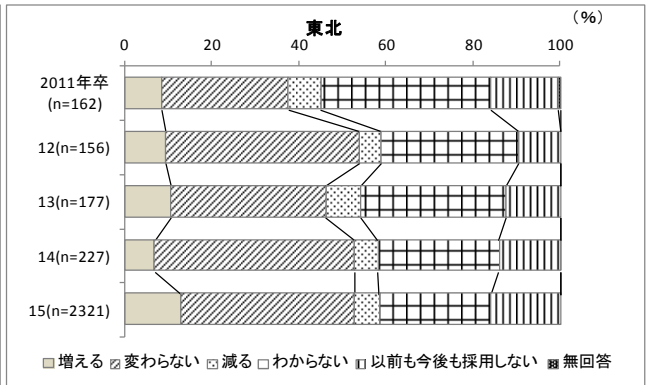 （%）
東北
0 20 40 60 80 100
2011年卒
(n=162)
12(n=156)
13(n=177)
14(n=227)
15(n=2321)
増える 変わらない 減る わからない 以前も今後も採用しない 無回答